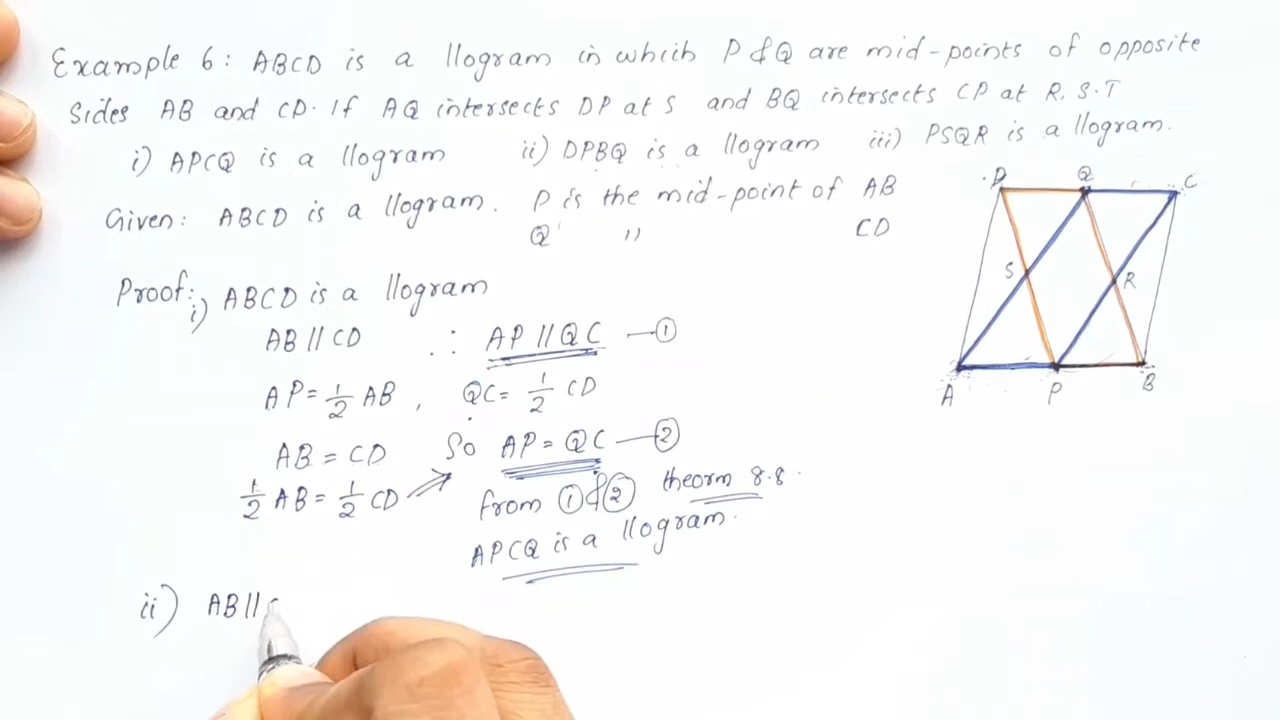 Example 6: ABCD is a llogram in which P & Q are mid-points of opposite
sides AB and CD. If AQ intersects DP at S and BQ intersects CP at R. S.T
i) APCQ is a llogram ii) DPBQ is a llogram iii) PSQR is a llogram.
Given: ABCD is a llogram. P is the mid-point of AB
Q " CD
Proof: i) ABCD is a llogram
AB // CD ∴ AP // QC —①
AP = 1/2 AB, QC = 1/2 CD
AB = CD So AP = QC —②
1/2 AB = 1/2 CD ⇒ from ① & ② theorm 8.8.
APCQ is a llogram.
ii) AB //
D Q C
S R
A P B